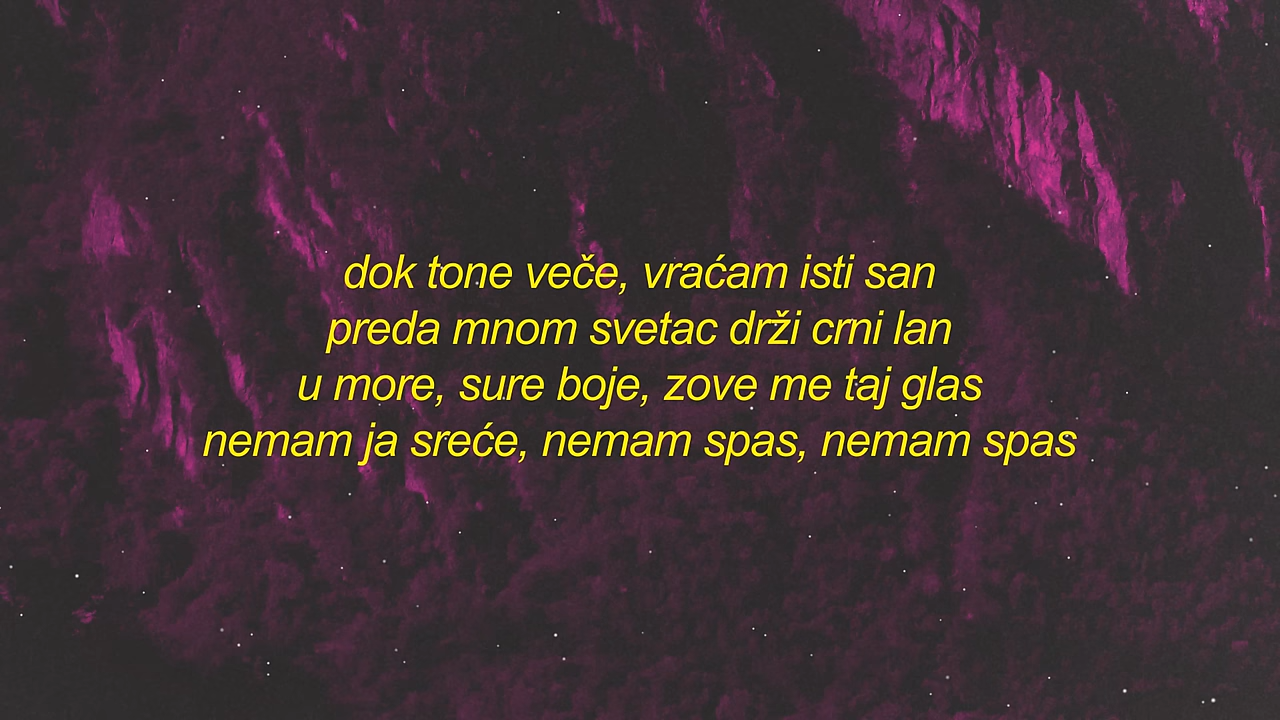 dok tone veče, vraćam isti san
preda mnom svetac drži crni lan
u more, sure boje, zove me taj glas
nemam ja sreće, nemam spas, nemam spas